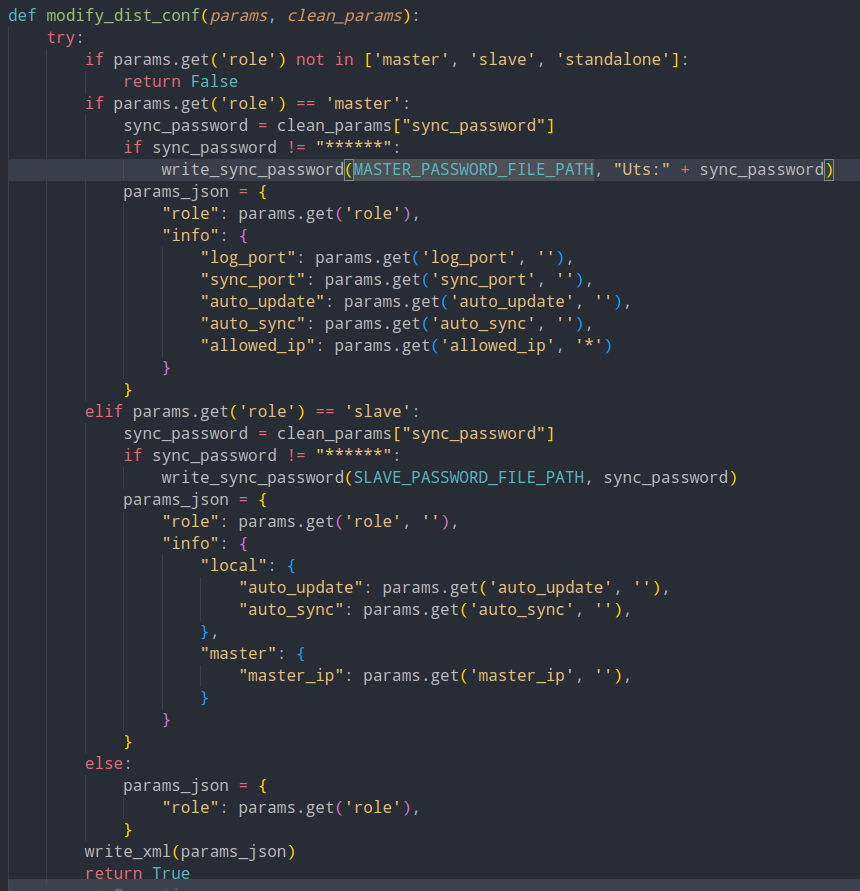 def modify_dist_conf(params, clean_params):
    try:
        if params.get('role') not in ['master', 'slave', 'standalone']:
            return False
        if params.get('role') == 'master':
            sync_password = clean_params["sync_password"]
            if sync_password != "******":
                write_sync_password(MASTER_PASSWORD_FILE_PATH, "Uts:" + sync_password)
            params_json = {
                "role": params.get('role'),
                "info": {
                    "log_port": params.get('log_port', ''),
                    "sync_port": params.get('sync_port', ''),
                    "auto_update": params.get('auto_update', ''),
                    "auto_sync": params.get('auto_sync', ''),
                    "allowed_ip": params.get('allowed_ip', '*')
                }
            }
        elif params.get('role') == 'slave':
            sync_password = clean_params["sync_password"]
            if sync_password != "******":
                write_sync_password(SLAVE_PASSWORD_FILE_PATH, sync_password)
            params_json = {
                "role": params.get('role', ''),
                "info": {
                    "local": {
                        "auto_update": params.get('auto_update', ''),
                        "auto_sync": params.get('auto_sync', ''),
                    },
                    "master": {
                        "master_ip": params.get('master_ip', ''),
                    }
                }
            }
        else:
            params_json = {
                "role": params.get('role'),
            }
        write_xml(params_json)
        return True